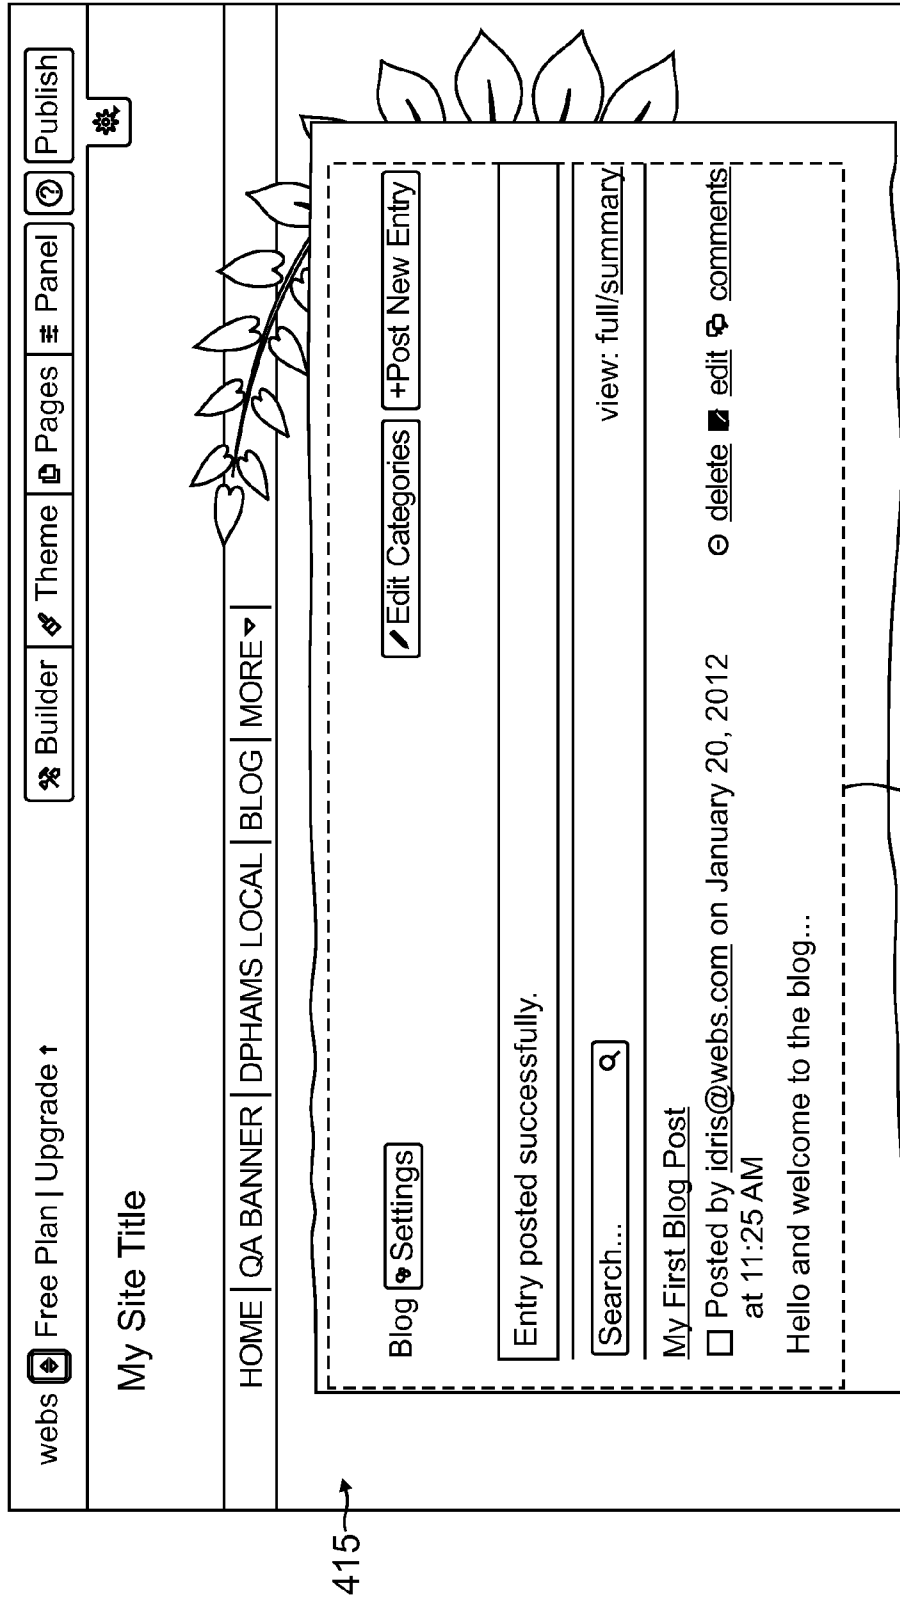 webs Free Plan | Upgrade ↑ Builder Theme Pages Panel ? Publish
My Site Title
HOME | QA BANNER | DPHAMS LOCAL | BLOG | MORE
Blog Settings Edit Categories +Post New Entry
Entry posted successfully.
Search... view: full/summary
My First Blog Post
Posted by idris@webs.com on January 20, 2012 delete edit comments
at 11:25 AM
Hello and welcome to the blog...
415